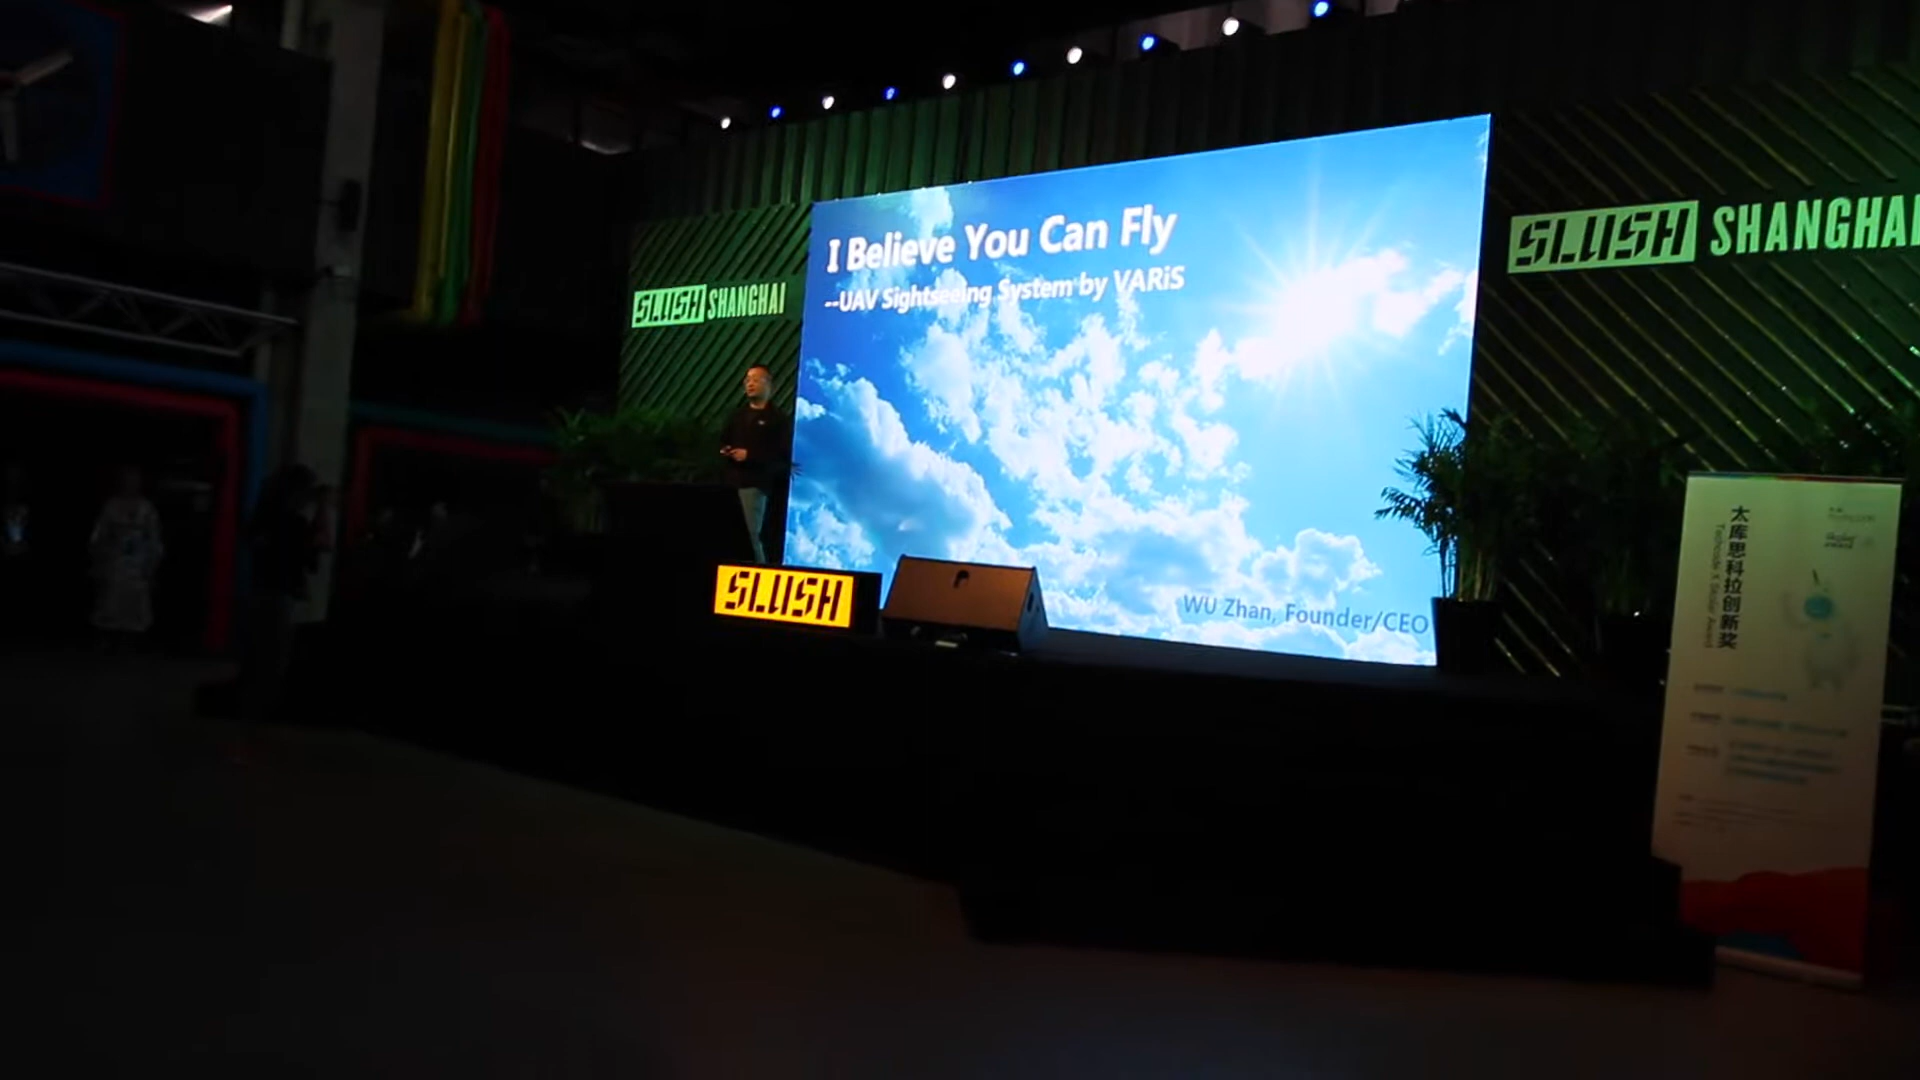 I Believe You Can Fly
--UAV Sightseeing System by VARiS
WU Zhan, Founder/CEO
SLUSH SHANGHAI
SLUSH SHANGHAI
SLUSH
太库思科拉创新奖